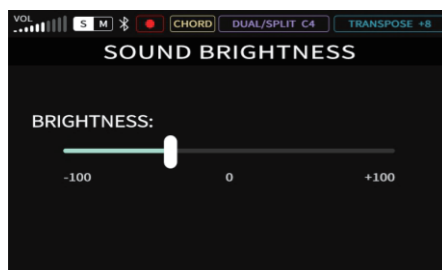 VOL S M CHORD DUAL/SPLIT C4 TRANSPOSE +8
SOUND BRIGHTNESS
BRIGHTNESS:
-100 0 +100